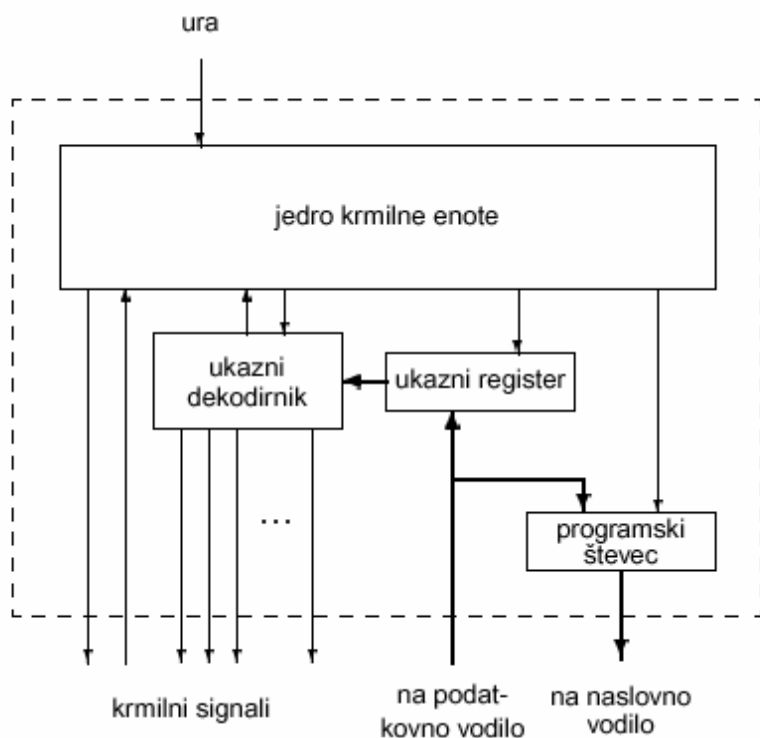 ura
jedro krmilne enote
ukazni
dekodirnik
ukazni register
...
programski
števec
krmilni signali
na podat-
kovno vodilo
na naslovno
vodilo